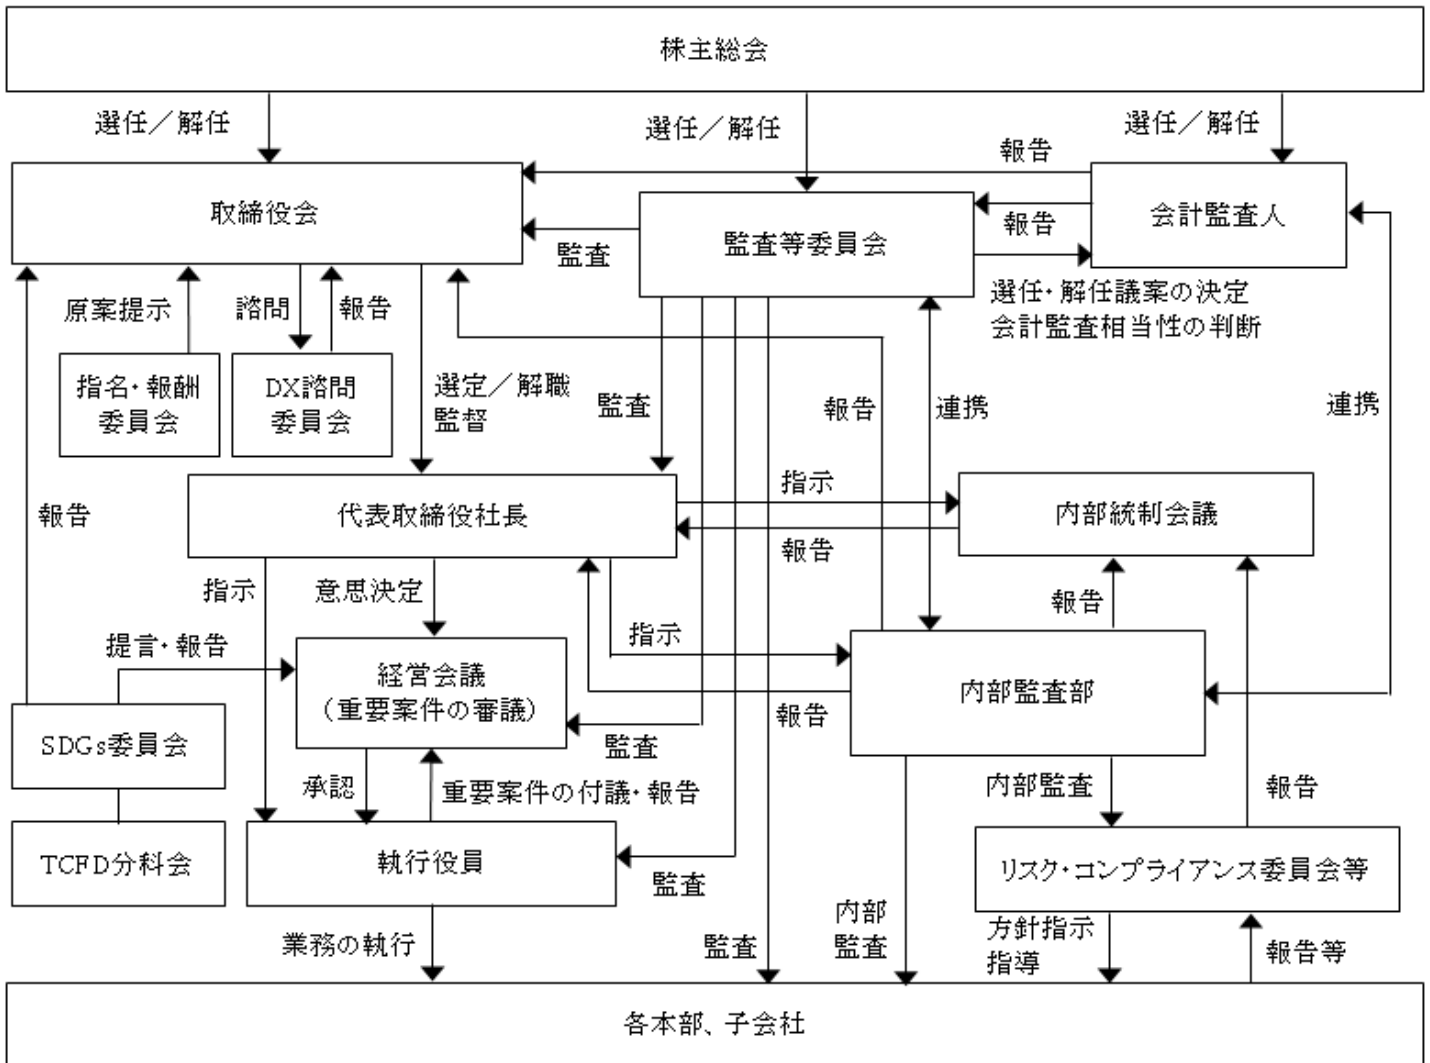 株主総会
選任／解任
選任／解任
選任／解任
報告
取締役会
監査等委員会
会計監査人
報告
監査
選任・解任議案の決定
会計監査相当性の判断
原案提示
諮問
報告
指名・報酬
委員会
DX諮問
委員会
選定／解職
監督
監査
報告
連携
連携
報告
代表取締役社長
指示
報告
内部統制会議
指示
意思決定
指示
報告
提言・報告
経営会議
（重要案件の審議）
内部監査部
報告
監査
SDGs委員会
承認
重要案件の付議・報告
内部監査
報告
TCFD分科会
執行役員
監査
リスク・コンプライアンス委員会等
業務の執行
監査
内部
監査
方針指示
指導
報告等
各本部、子会社